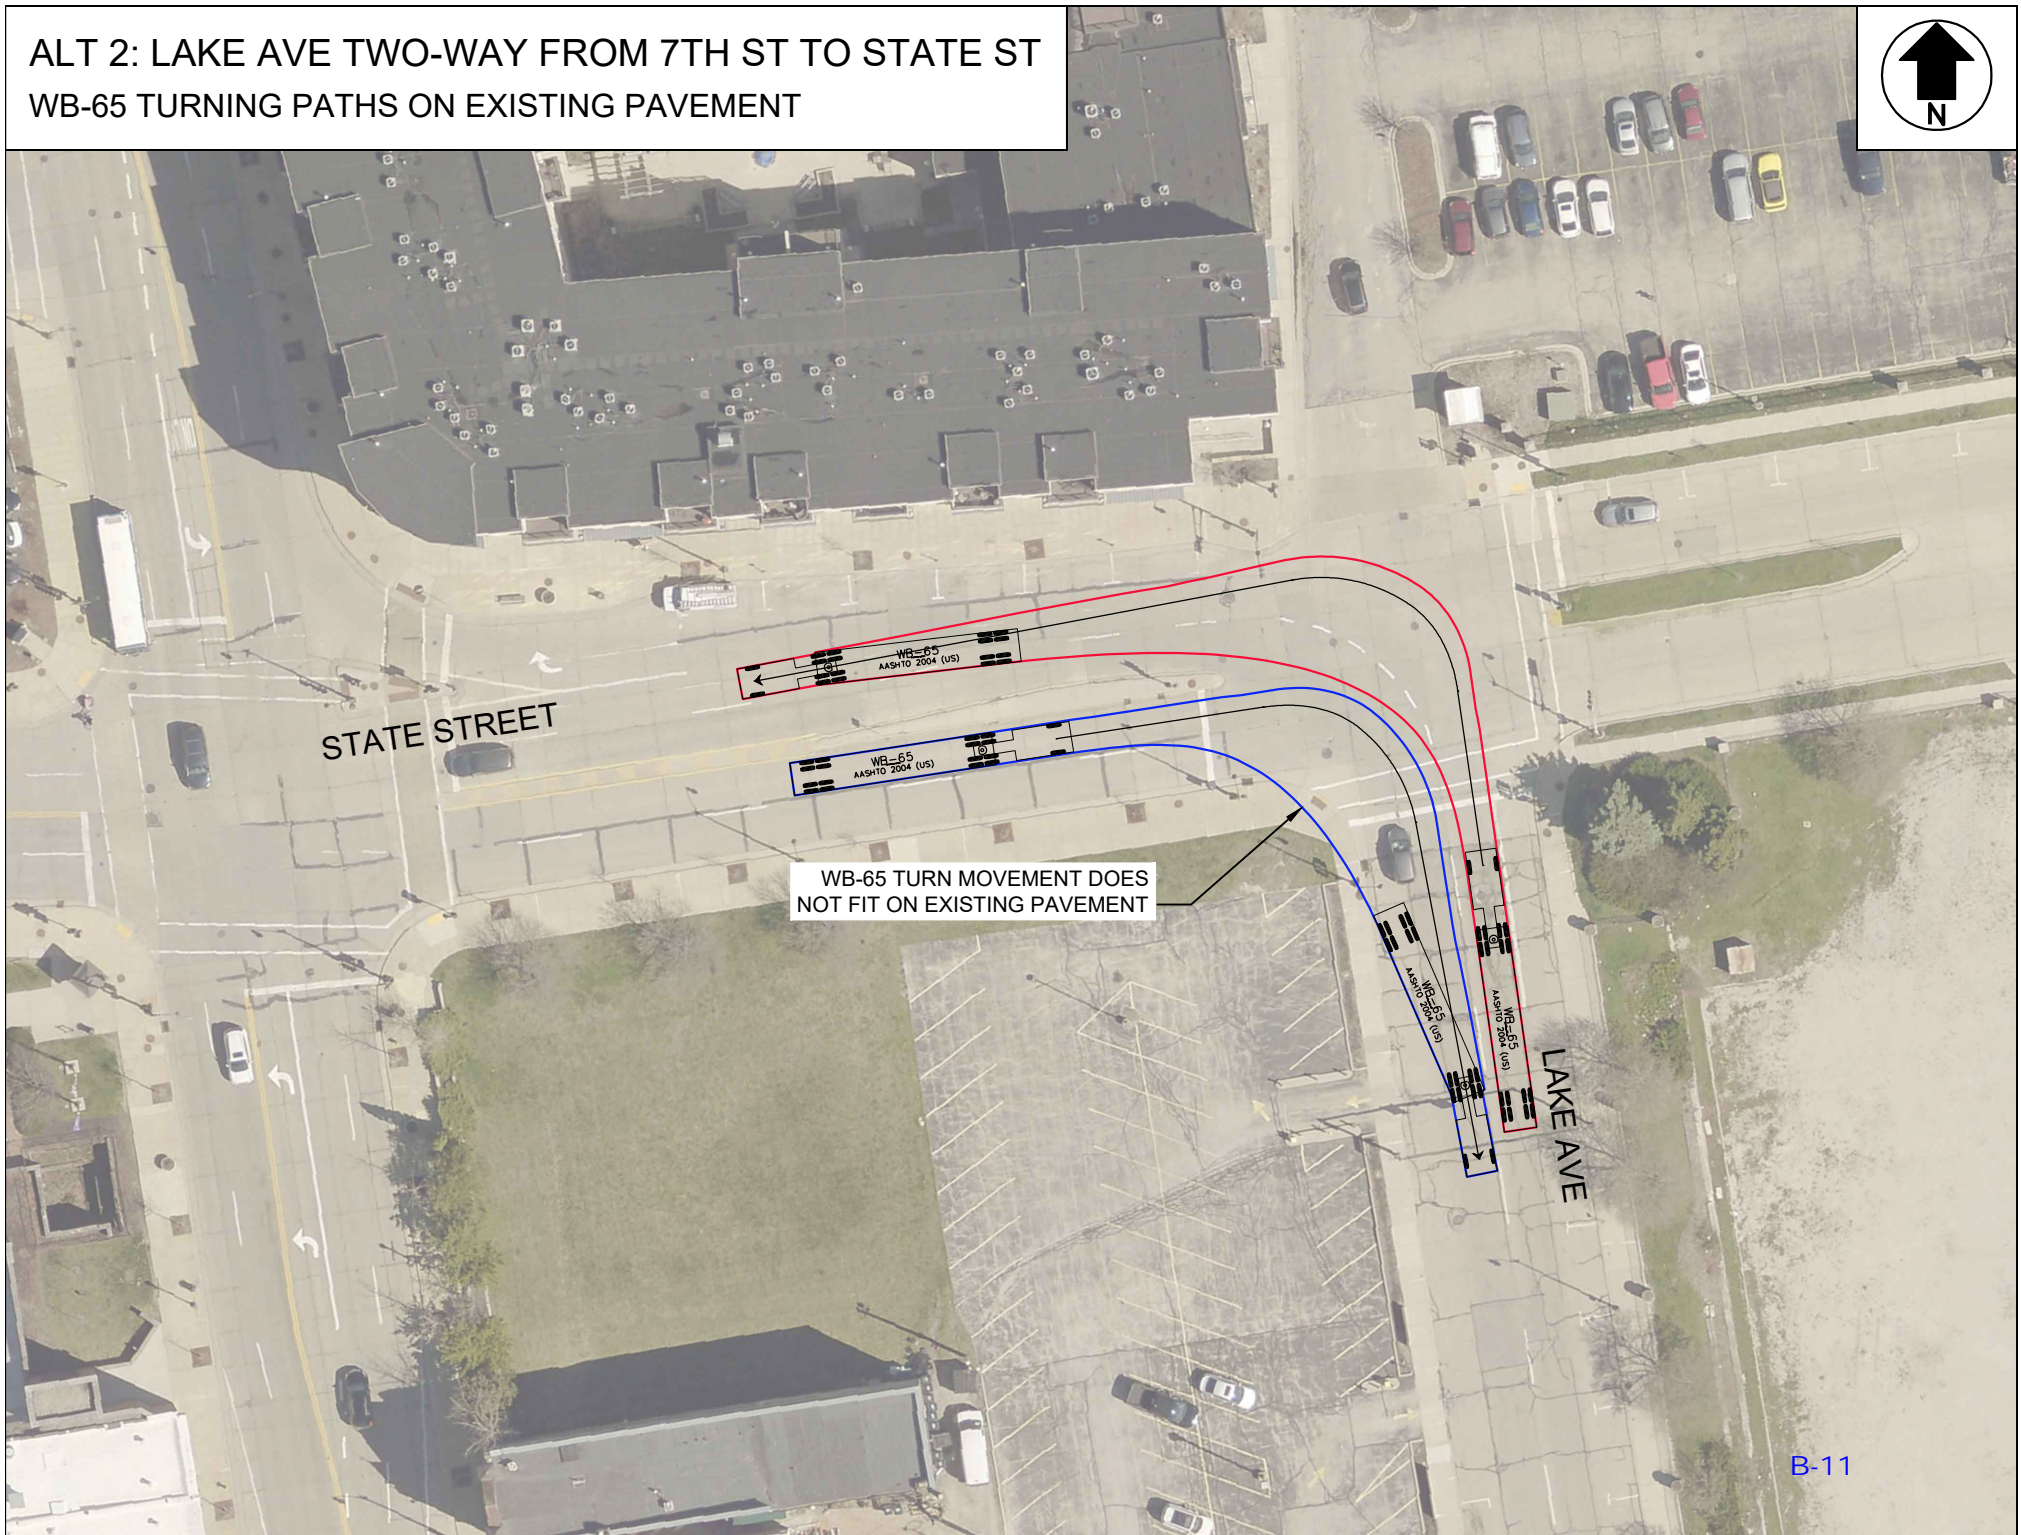 ALT 2: LAKE AVE TWO-WAY FROM 7TH ST TO STATE ST
WB-65 TURNING PATHS ON EXISTING PAVEMENT
N
WB-65
AASHTO 2004 (US)
STATE STREET
WB-65
AASHTO 2004 (US)
WB-65 TURN MOVEMENT DOES
NOT FIT ON EXISTING PAVEMENT
WB-65
AASHTO 2004 (US)
WB-65
AASHTO 2004 (US)
LAKE AVE
B-11